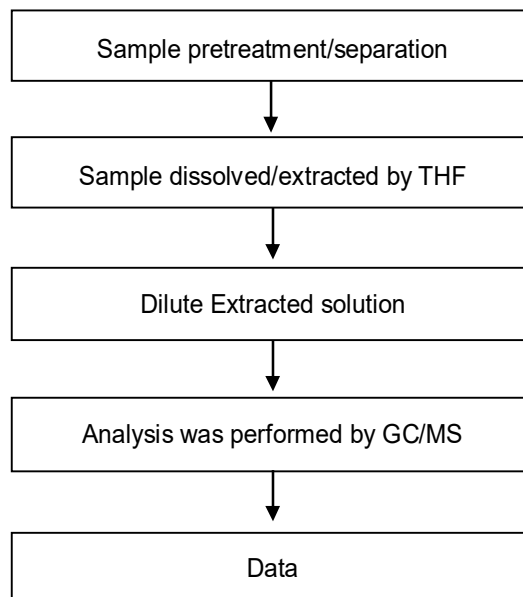 Sample pretreatment/separation
Sample dissolved/extracted by THF
Dilute Extracted solution
Analysis was performed by GC/MS
Data